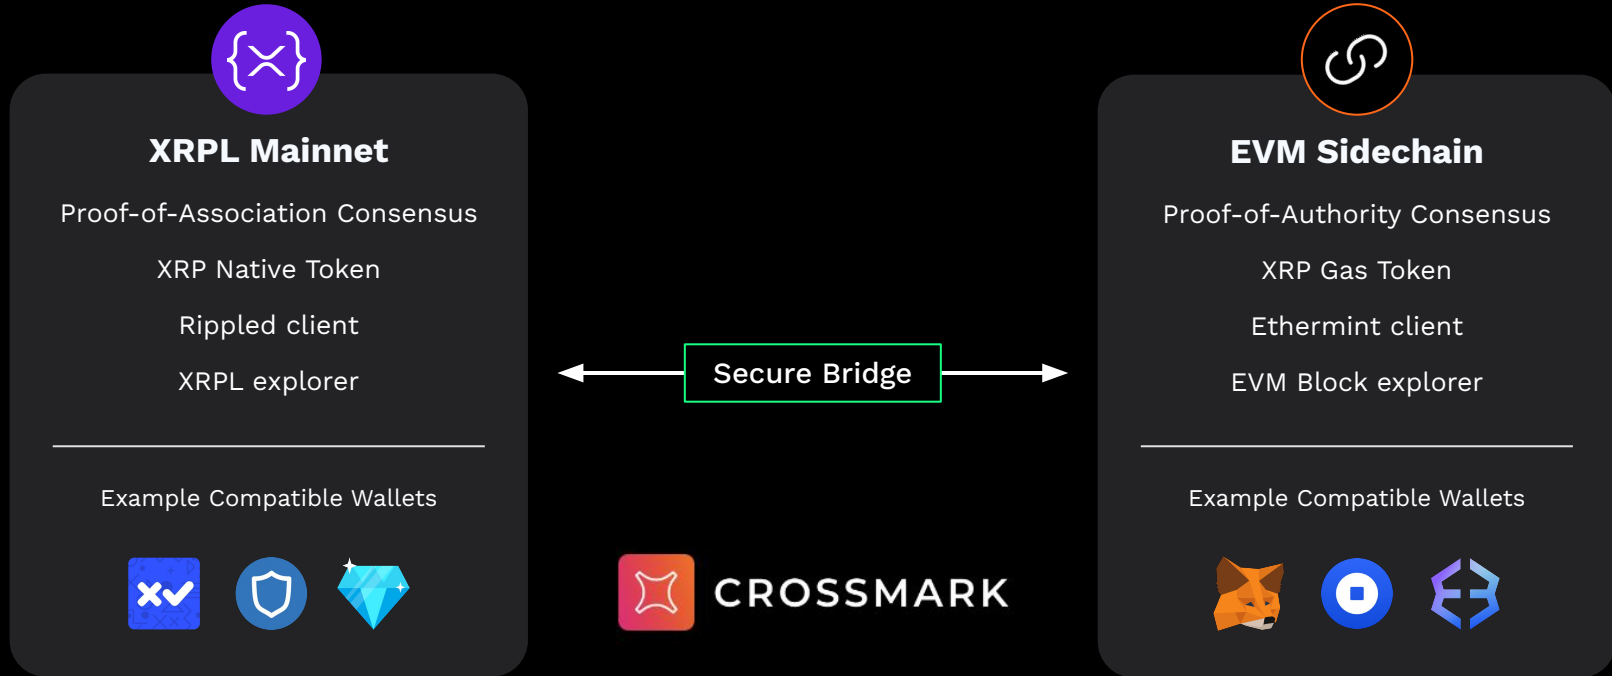 XRPL Mainnet
Proof-of-Association Consensus
XRP Native Token
Rippled client
XRPL explorer
Example Compatible Wallets
Secure Bridge
CROSSMARK
EVM Sidechain
Proof-of-Authority Consensus
XRP Gas Token
Ethermint client
EVM Block explorer
Example Compatible Wallets